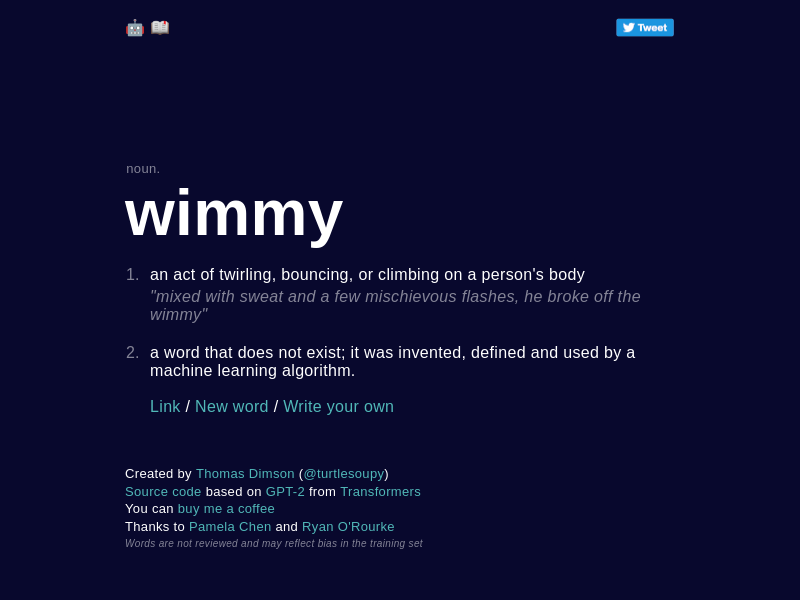 Tweet
noun.
wimmy
1. an act of twirling, bouncing, or climbing on a person's body
"mixed with sweat and a few mischievous flashes, he broke off the
wimmy"
2. a word that does not exist; it was invented, defined and used by a
machine learning algorithm.
Link / New word / Write your own
Created by Thomas Dimson (@turtlesoupy)
Source code based on GPT-2 from Transformers
You can buy me a coffee
Thanks to Pamela Chen and Ryan O'Rourke
Words are not reviewed and may reflect bias in the training set